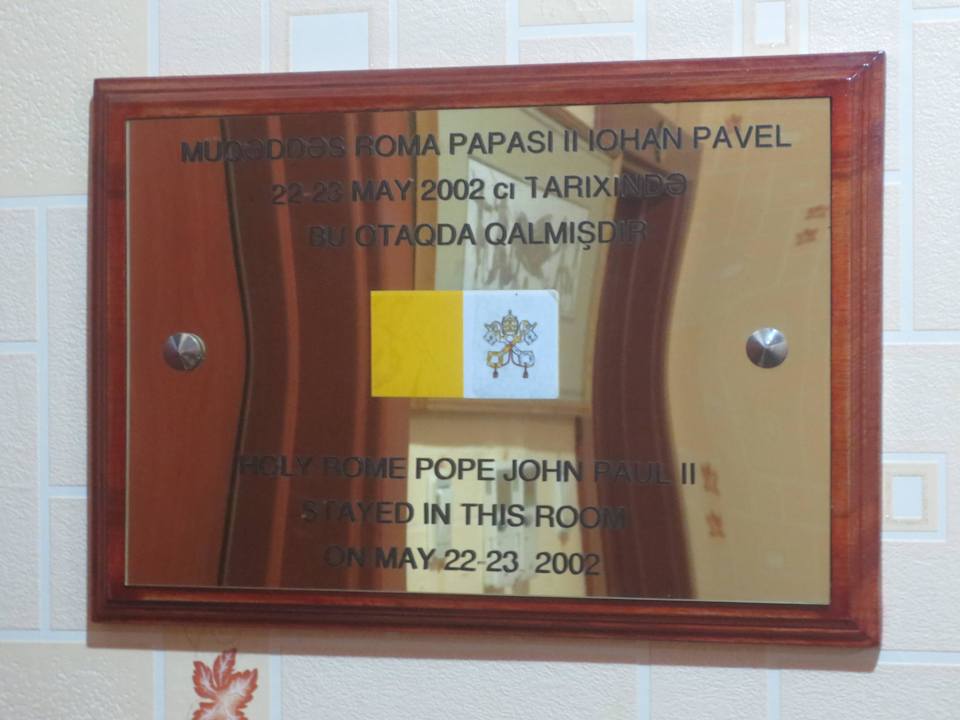 MUQƏDDƏS ROMA PAPASI II IOHAN PAVEL
22-23 MAY 2002 cı TARIXINDƏ
BU OTAQDA QALMIŞDIR
HOLY ROME POPE JOHN PAUL II
STAYED IN THIS ROOM
ON MAY 22-23 2002